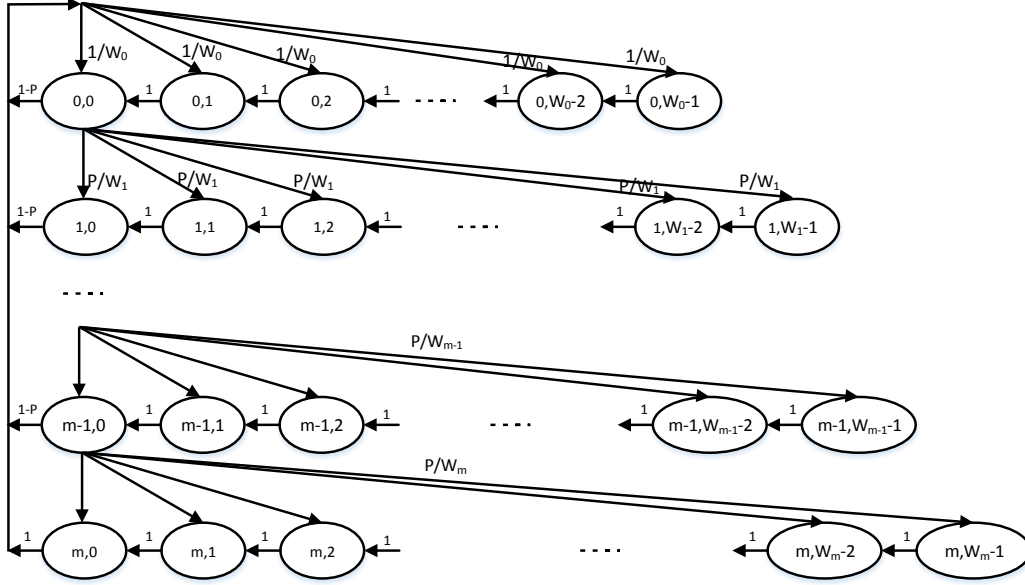 1/W₀ 1/W₀ 1/W₀ 1/W₀ 1/W₀
1-P 0,0 1 0,1 1 0,2 1 ..... 1 0,W₀-2 1 0,W₀-1
P/W₁ P/W₁ P/W₁ P/W₁ P/W₁
1-P 1,0 1 1,1 1 1,2 1 ..... 1 1,W₁-2 1 1,W₁-1
.....
P/Wₘ₋₁
1-P m-1,0 1 m-1,1 1 m-1,2 1 ..... 1 m-1,Wₘ₋₁-2 1 m-1,Wₘ₋₁-1
P/Wₘ
1 m,0 1 m,1 1 m,2 1 ..... 1 m,Wₘ-2 1 m,Wₘ-1